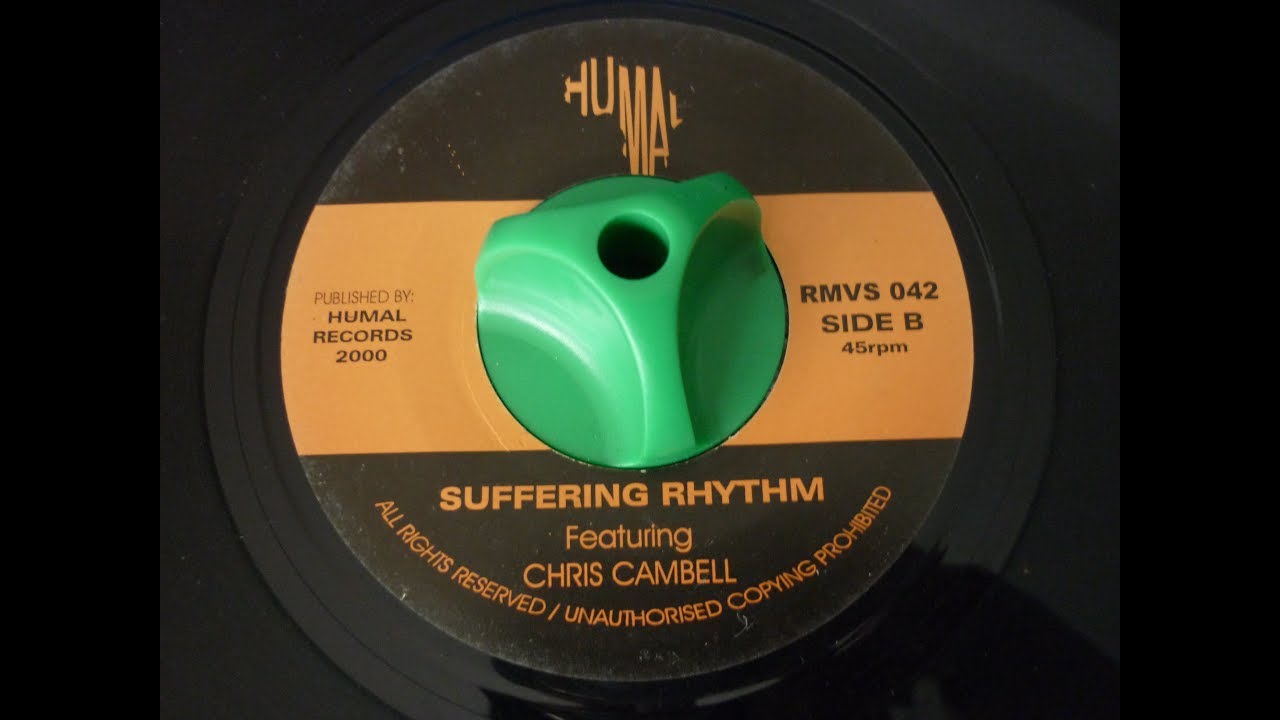 HUMAL
PUBLISHED BY:
HUMAL
RECORDS
2000
RMVS 042
SIDE B
45rpm
SUFFERING RHYTHM
Featuring
CHRIS CAMBELL
ALL RIGHTS RESERVED / UNAUTHORISED COPYING PROHIBITED